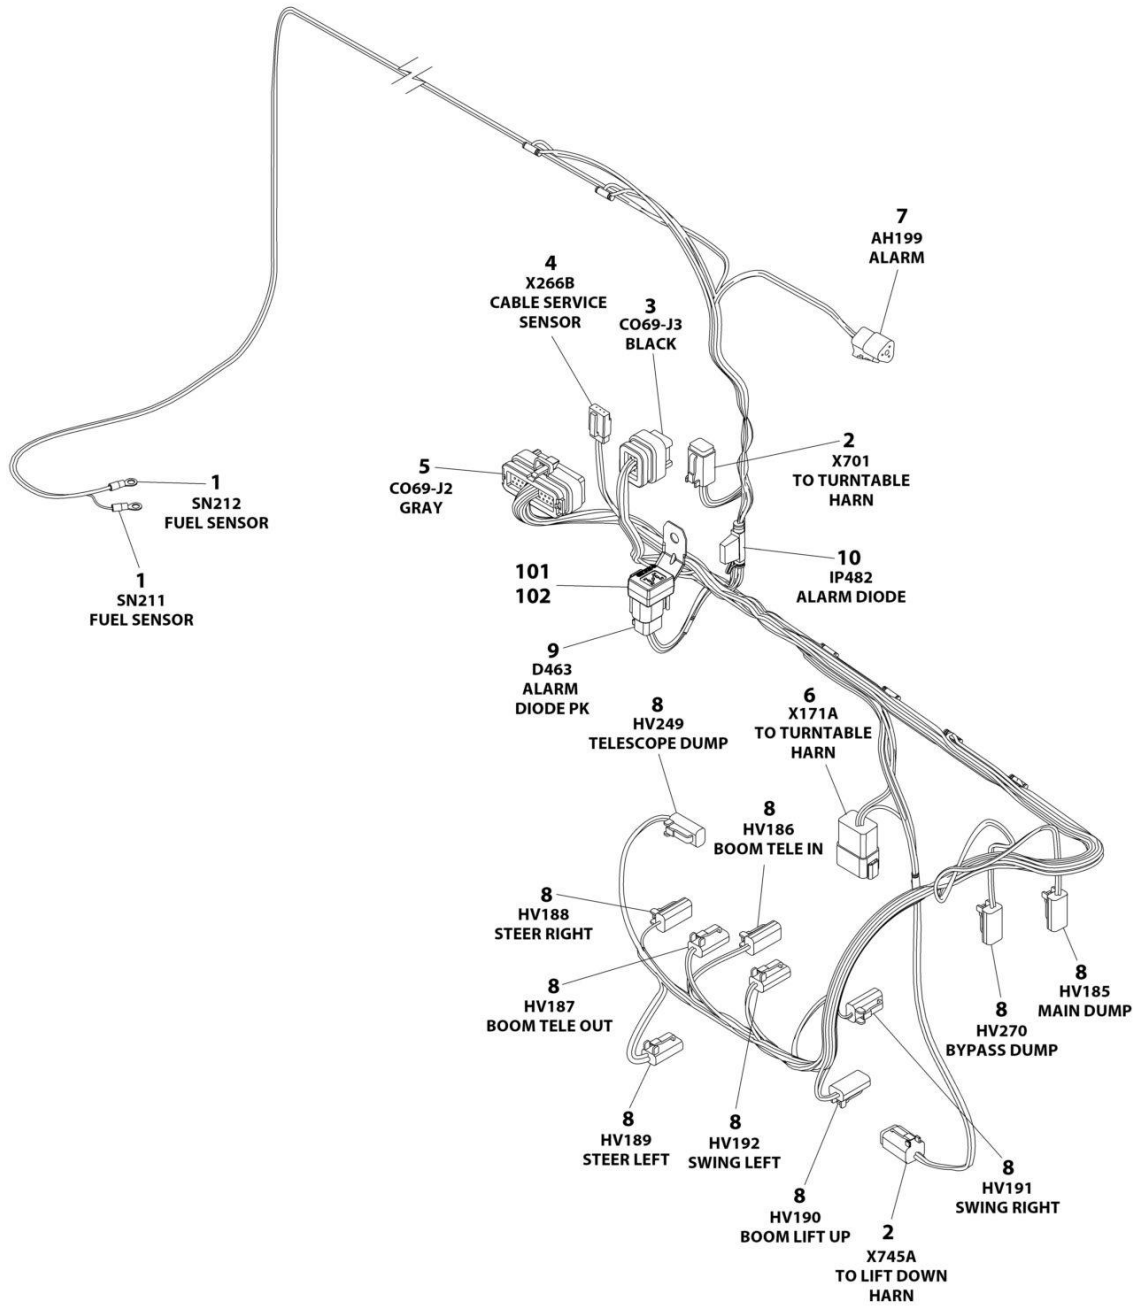 7
AH199
ALARM
4
X266B
CABLE SERVICE
SENSOR
3
CO69-J3
BLACK
2
X701
TO TURNTABLE
HARN
5
CO69-J2
GRAY
1
SN212
FUEL SENSOR
1
SN211
FUEL SENSOR
10
IP482
ALARM DIODE
101
102
9
D463
ALARM
DIODE PK
8
HV249
TELESCOPE DUMP
6
X171A
TO TURNTABLE
HARN
8
HV186
BOOM TELE IN
8
HV188
STEER RIGHT
8
HV187
BOOM TELE OUT
8
HV185
MAIN DUMP
8
HV270
BYPASS DUMP
8
HV189
STEER LEFT
8
HV192
SWING LEFT
8
HV191
SWING RIGHT
8
HV190
BOOM LIFT UP
2
X745A
TO LIFT DOWN
HARN